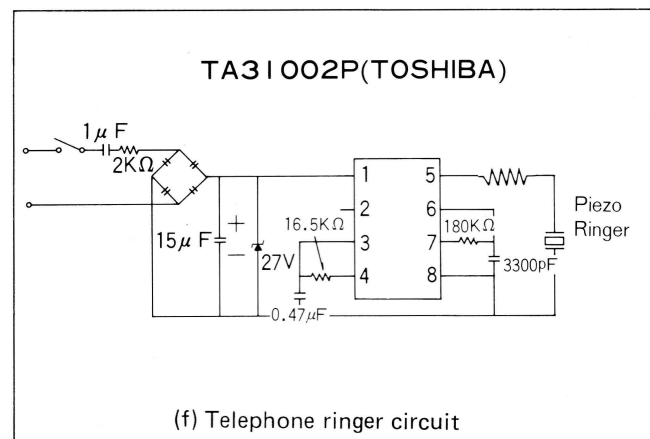 TA31002P(TOSHIBA)
1μF
2KΩ
1 5
2 6
16.5KΩ
3 7
180KΩ
Piezo
Ringer
15μF
+
−
27V
4 8
3300pF
0.47μF
(f) Telephone ringer circuit